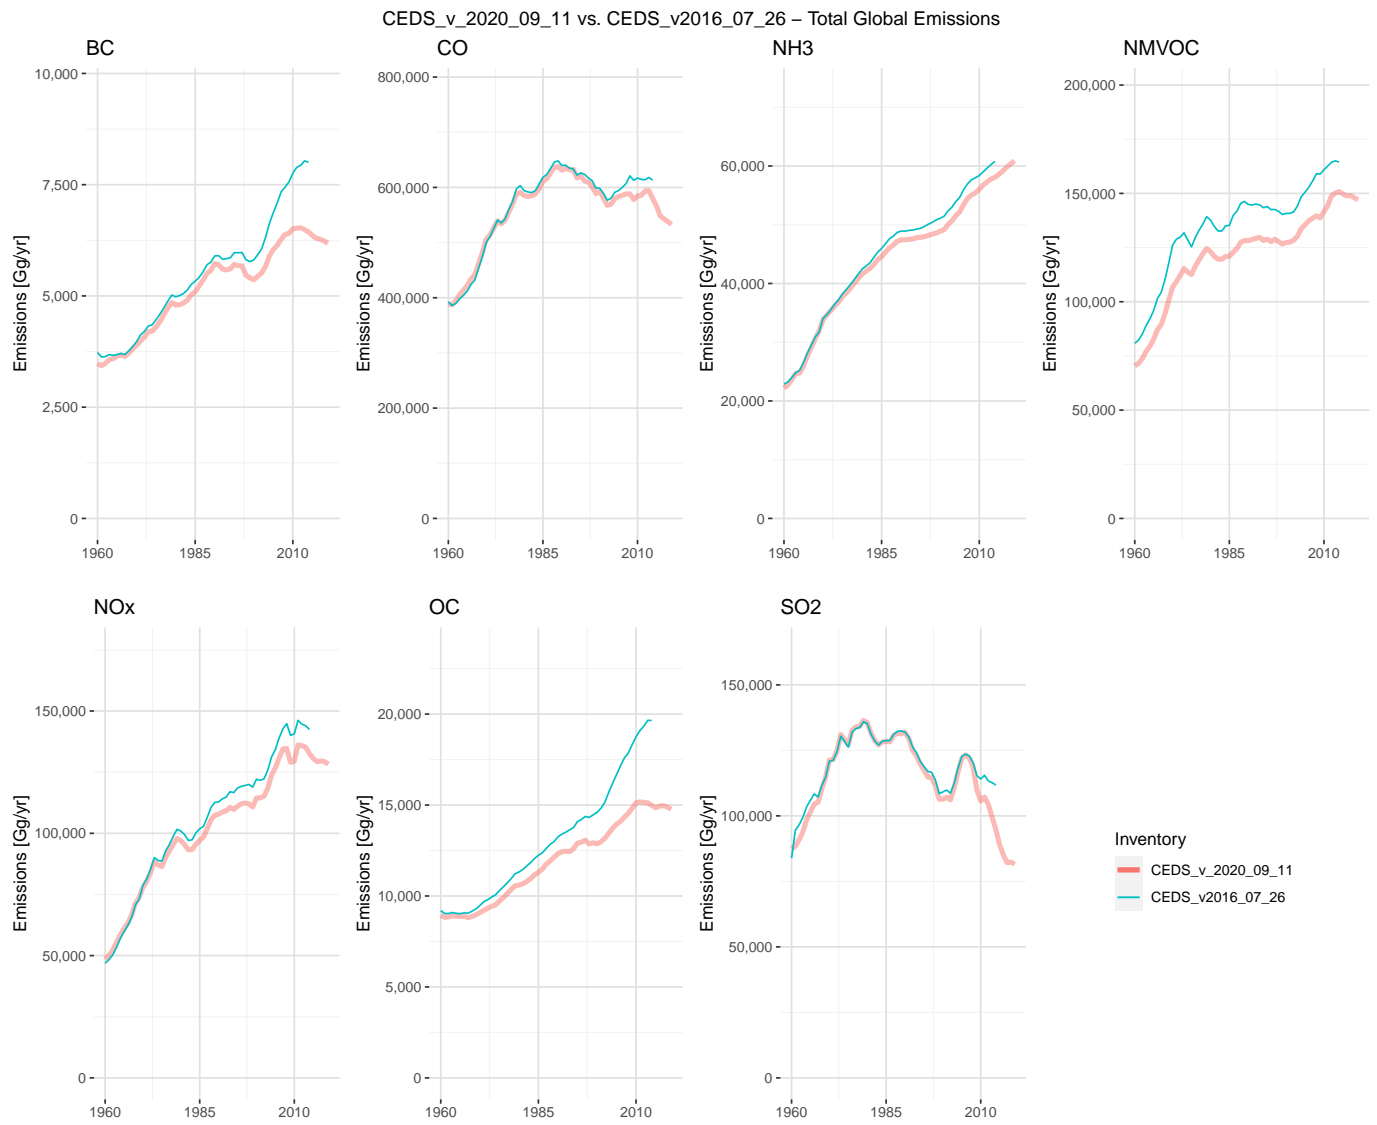 CEDS_v_2020_09_11 vs. CEDS_v2016_07_26 – Total Global Emissions
BC
Emissions [Gg/yr]
10,000
7,500
5,000
2,500
0
1960 1985 2010
CO
Emissions [Gg/yr]
800,000
600,000
400,000
200,000
0
1960 1985 2010
NH3
Emissions [Gg/yr]
60,000
40,000
20,000
0
1960 1985 2010
NMVOC
Emissions [Gg/yr]
200,000
150,000
100,000
50,000
0
1960 1985 2010
NOx
Emissions [Gg/yr]
150,000
100,000
50,000
0
1960 1985 2010
OC
Emissions [Gg/yr]
20,000
15,000
10,000
5,000
0
1960 1985 2010
SO2
Emissions [Gg/yr]
150,000
100,000
50,000
0
1960 1985 2010
Inventory
CEDS_v_2020_09_11
CEDS_v2016_07_26